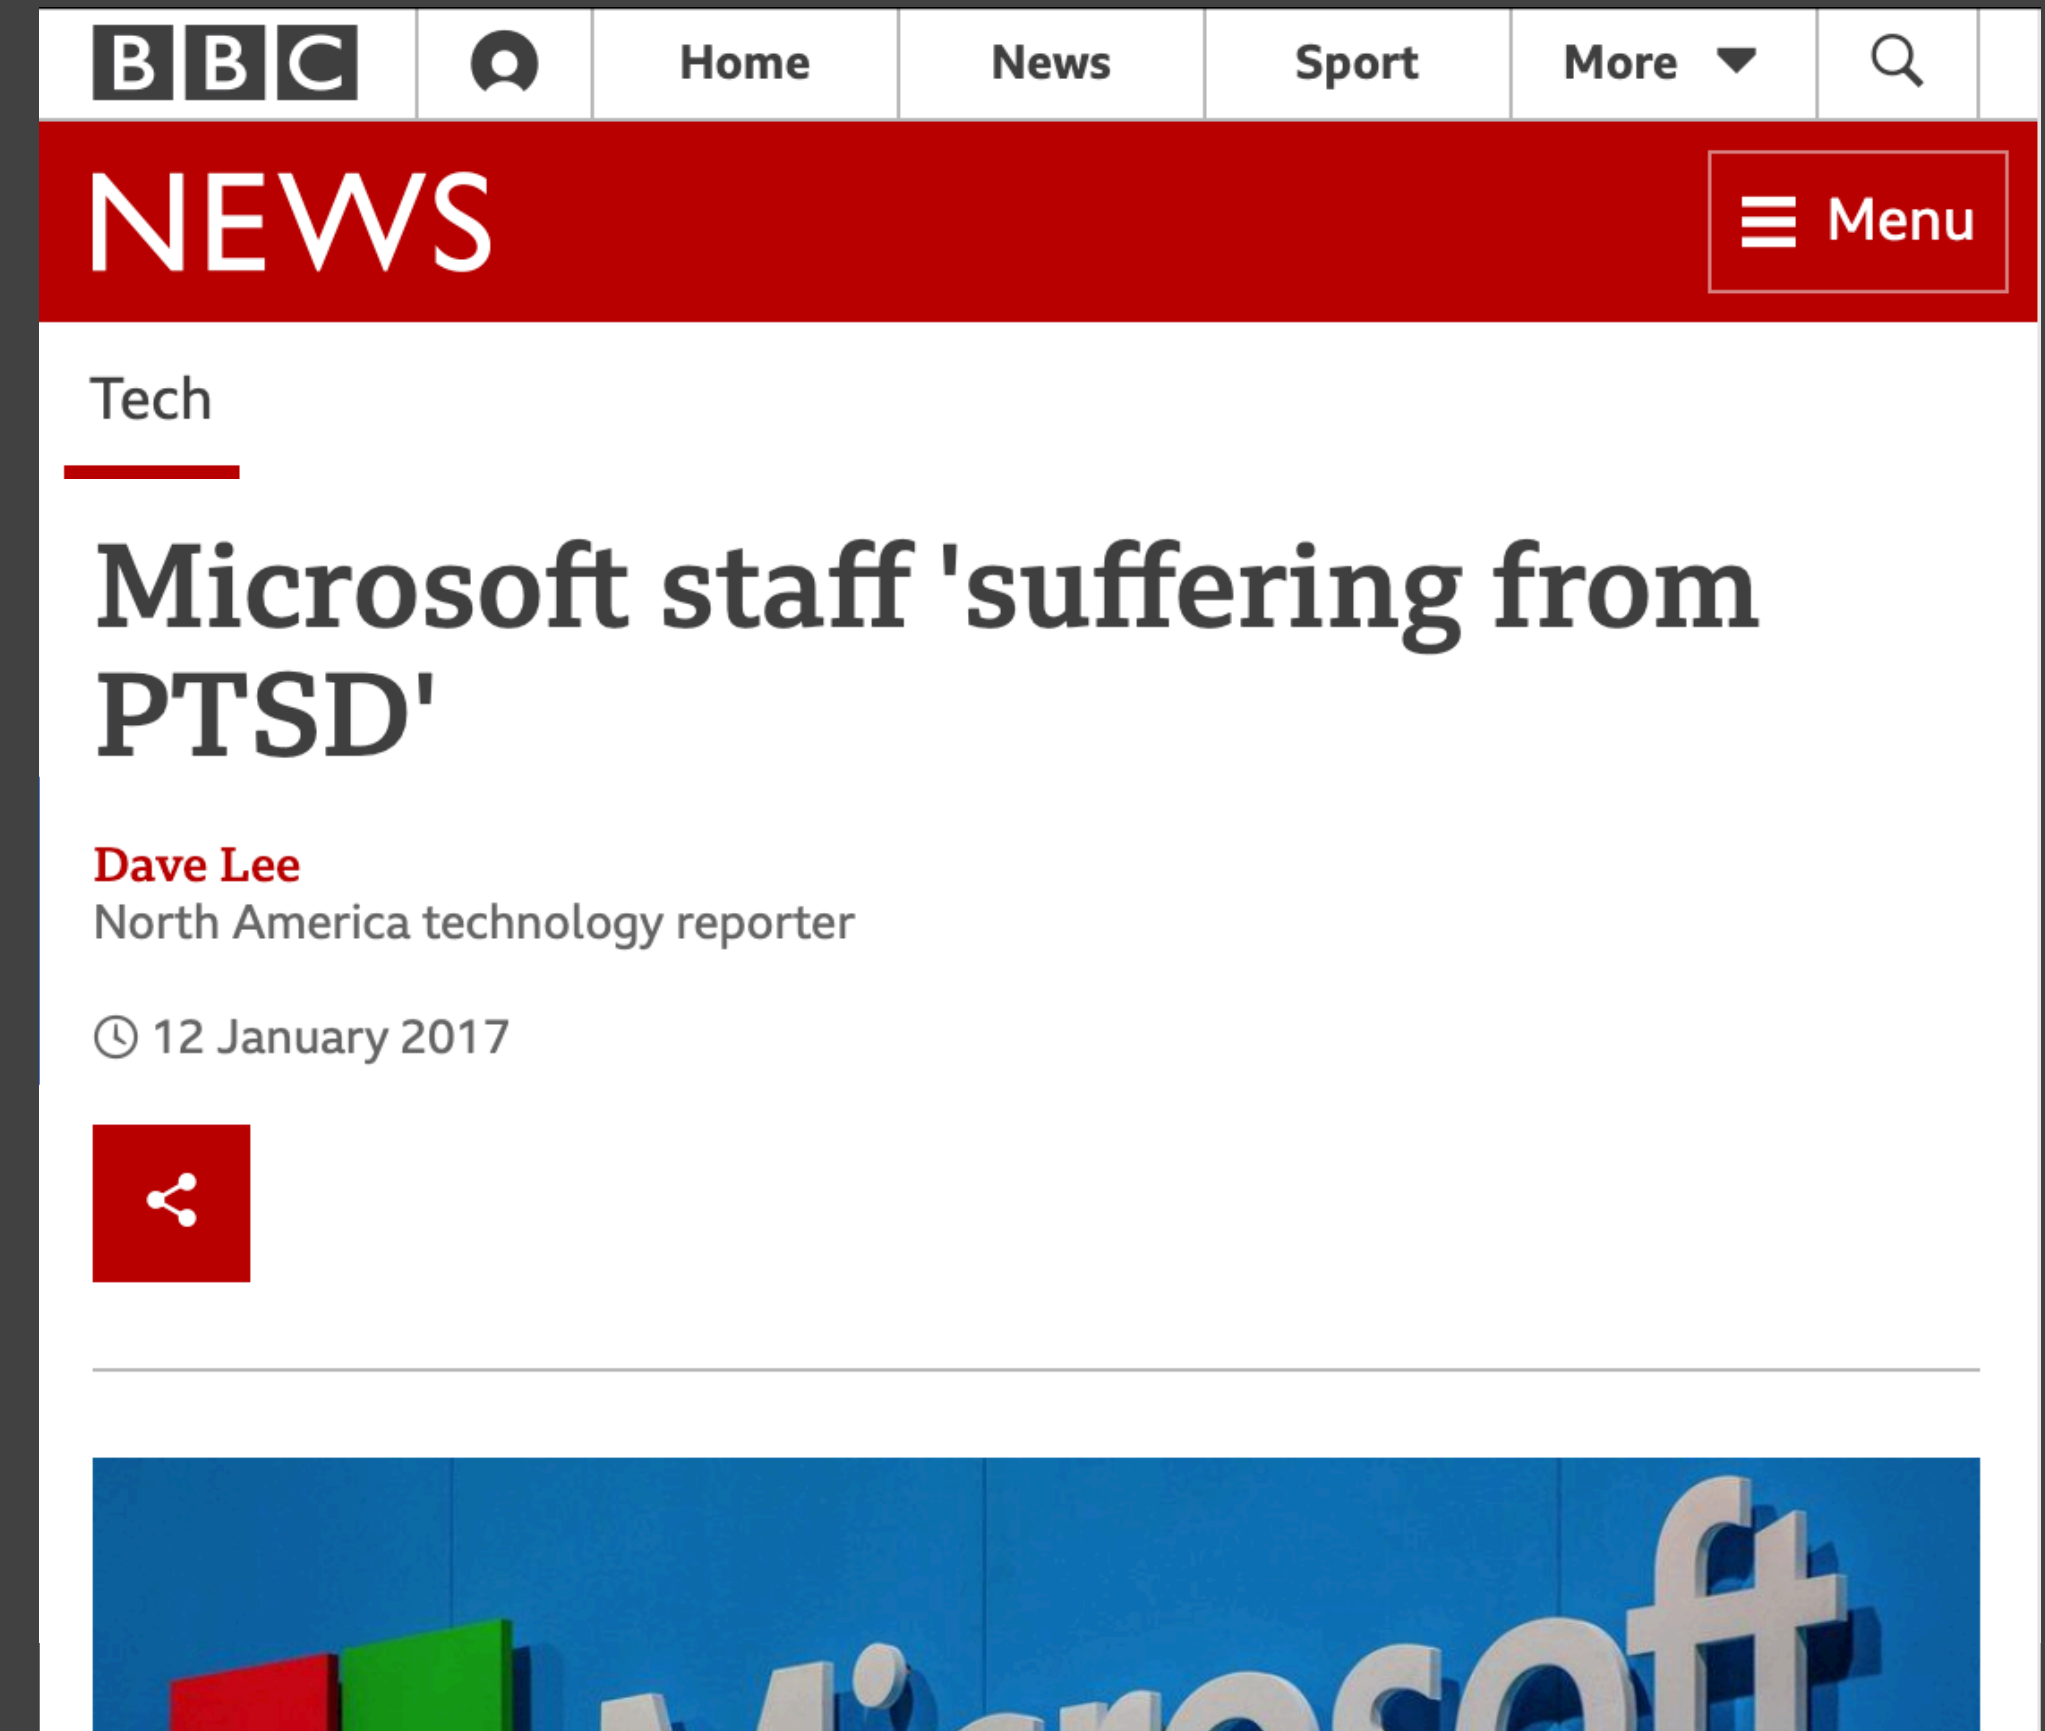 BBC
Home
News
Sport
More
NEWS
Menu
Tech
Microsoft staff 'suffering from
PTSD'
Dave Lee
North America technology reporter
12 January 2017
Microsoft